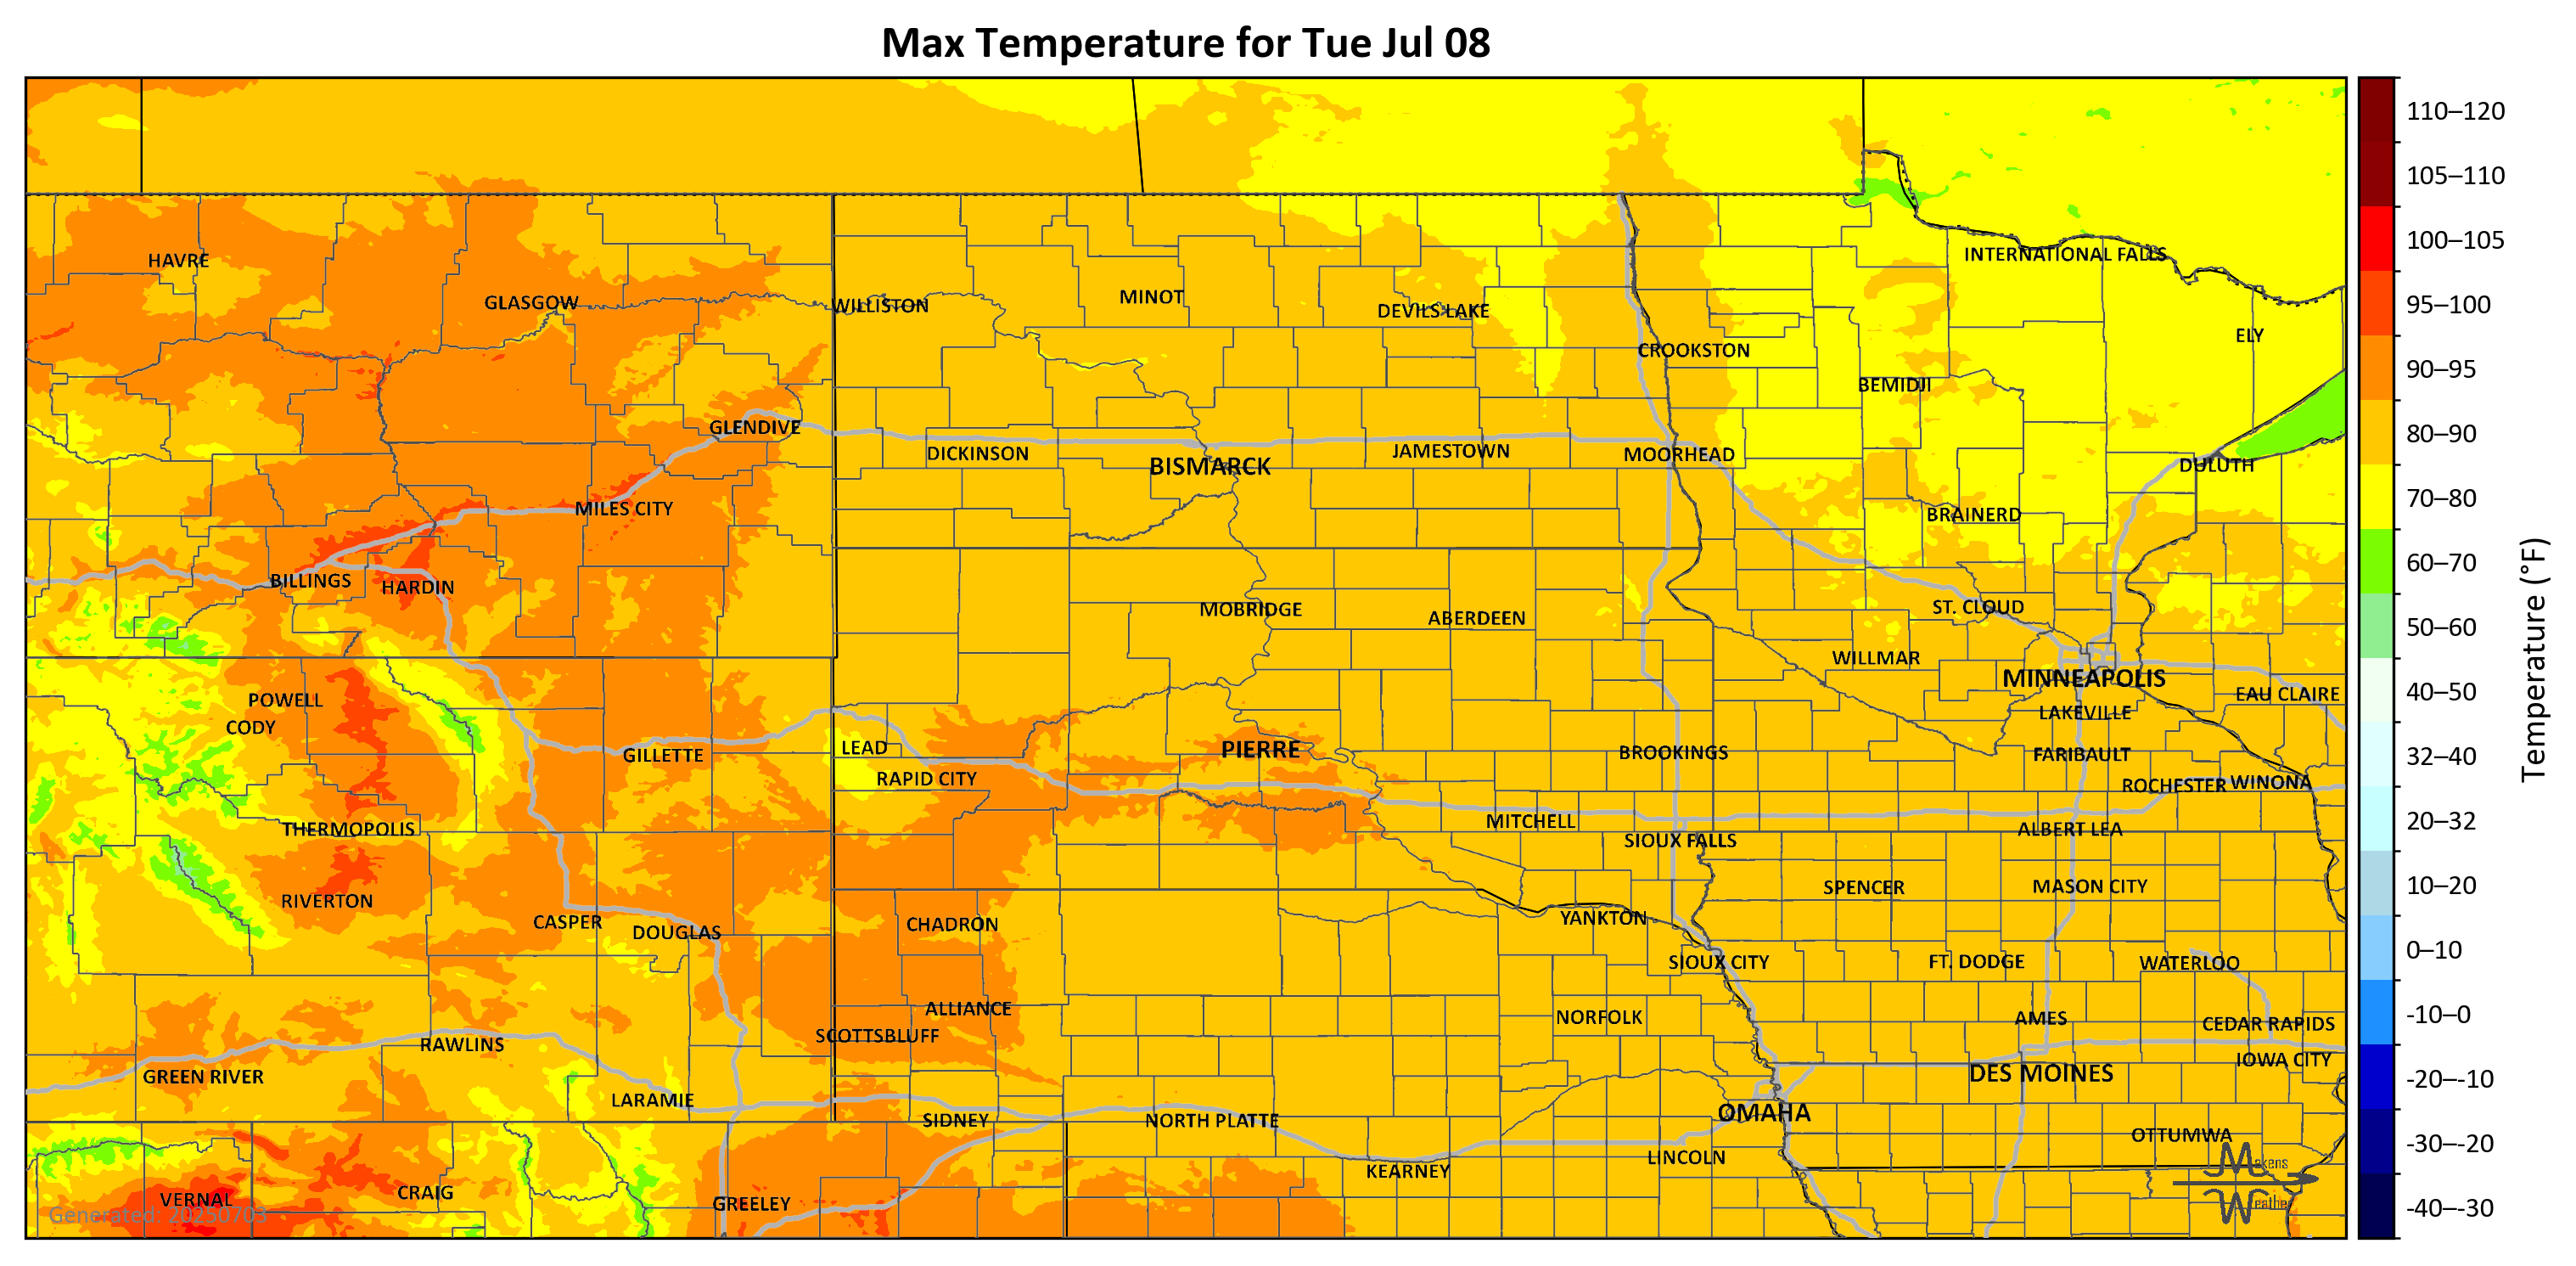 Max Temperature for Tue Jul 08
INTERNATIONAL FALLS
HAVRE
GLASGOW
WILLISTON
MINOT
DEVILS LAKE
ELY
CROOKSTON
BEMIDJI
GLENDIVE
DICKINSON
BISMARCK
JAMESTOWN
MOORHEAD
DULUTH
MILES CITY
BRAINERD
BILLINGS
HARDIN
MOBRIDGE
ABERDEEN
ST. CLOUD
WILLMAR
MINNEAPOLIS
EAU CLAIRE
POWELL
CODY
LAKEVILLE
GILLETTE
LEAD
PIERRE
BROOKINGS
FARIBAULT
RAPID CITY
ROCHESTER
WINONA
THERMOPOLIS
MITCHELL
SIOUX FALLS
ALBERT LEA
RIVERTON
SPENCER
MASON CITY
CASPER
DOUGLAS
CHADRON
YANKTON
SIOUX CITY
FT. DODGE
WATERLOO
ALLIANCE
SCOTTSBLUFF
NORFOLK
AMES
CEDAR RAPIDS
RAWLINS
IOWA CITY
GREEN RIVER
DES MOINES
LARAMIE
SIDNEY
NORTH PLATTE
OMAHA
OTTUMWA
KEARNEY
LINCOLN
VERNAL
CRAIG
GREELEY
Generated: 20250703
Makens
Weather
110–120
105–110
100–105
95–100
90–95
80–90
70–80
60–70
50–60
40–50
32–40
20–32
10–20
0–10
-10–0
-20–-10
-30–-20
-40–-30
Temperature (°F)